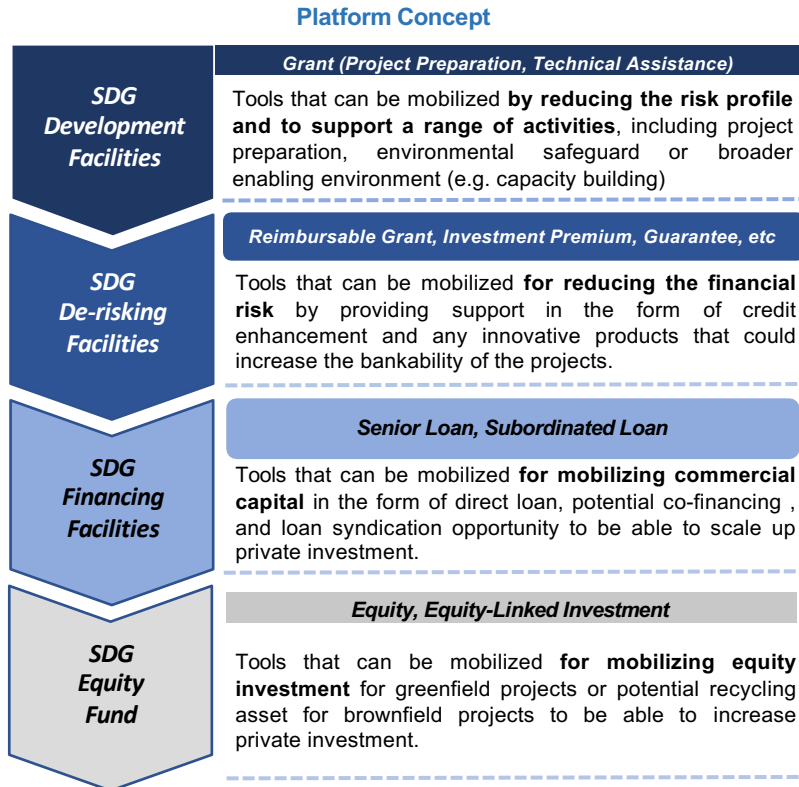 Platform Concept
SDG
Development
Facilities
Grant (Project Preparation, Technical Assistance)
Tools that can be mobilized by reducing the risk profile
and to support a range of activities, including project
preparation, environmental safeguard or broader
enabling environment (e.g. capacity building)
SDG
De-risking
Facilities
Reimbursable Grant, Investment Premium, Guarantee, etc
Tools that can be mobilized for reducing the financial
risk by providing support in the form of credit
enhancement and any innovative products that could
increase the bankability of the projects.
SDG
Financing
Facilities
Senior Loan, Subordinated Loan
Tools that can be mobilized for mobilizing commercial
capital in the form of direct loan, potential co-financing ,
and loan syndication opportunity to be able to scale up
private investment.
SDG
Equity
Fund
Equity, Equity-Linked Investment
Tools that can be mobilized for mobilizing equity
investment for greenfield projects or potential recycling
asset for brownfield projects to be able to increase
private investment.